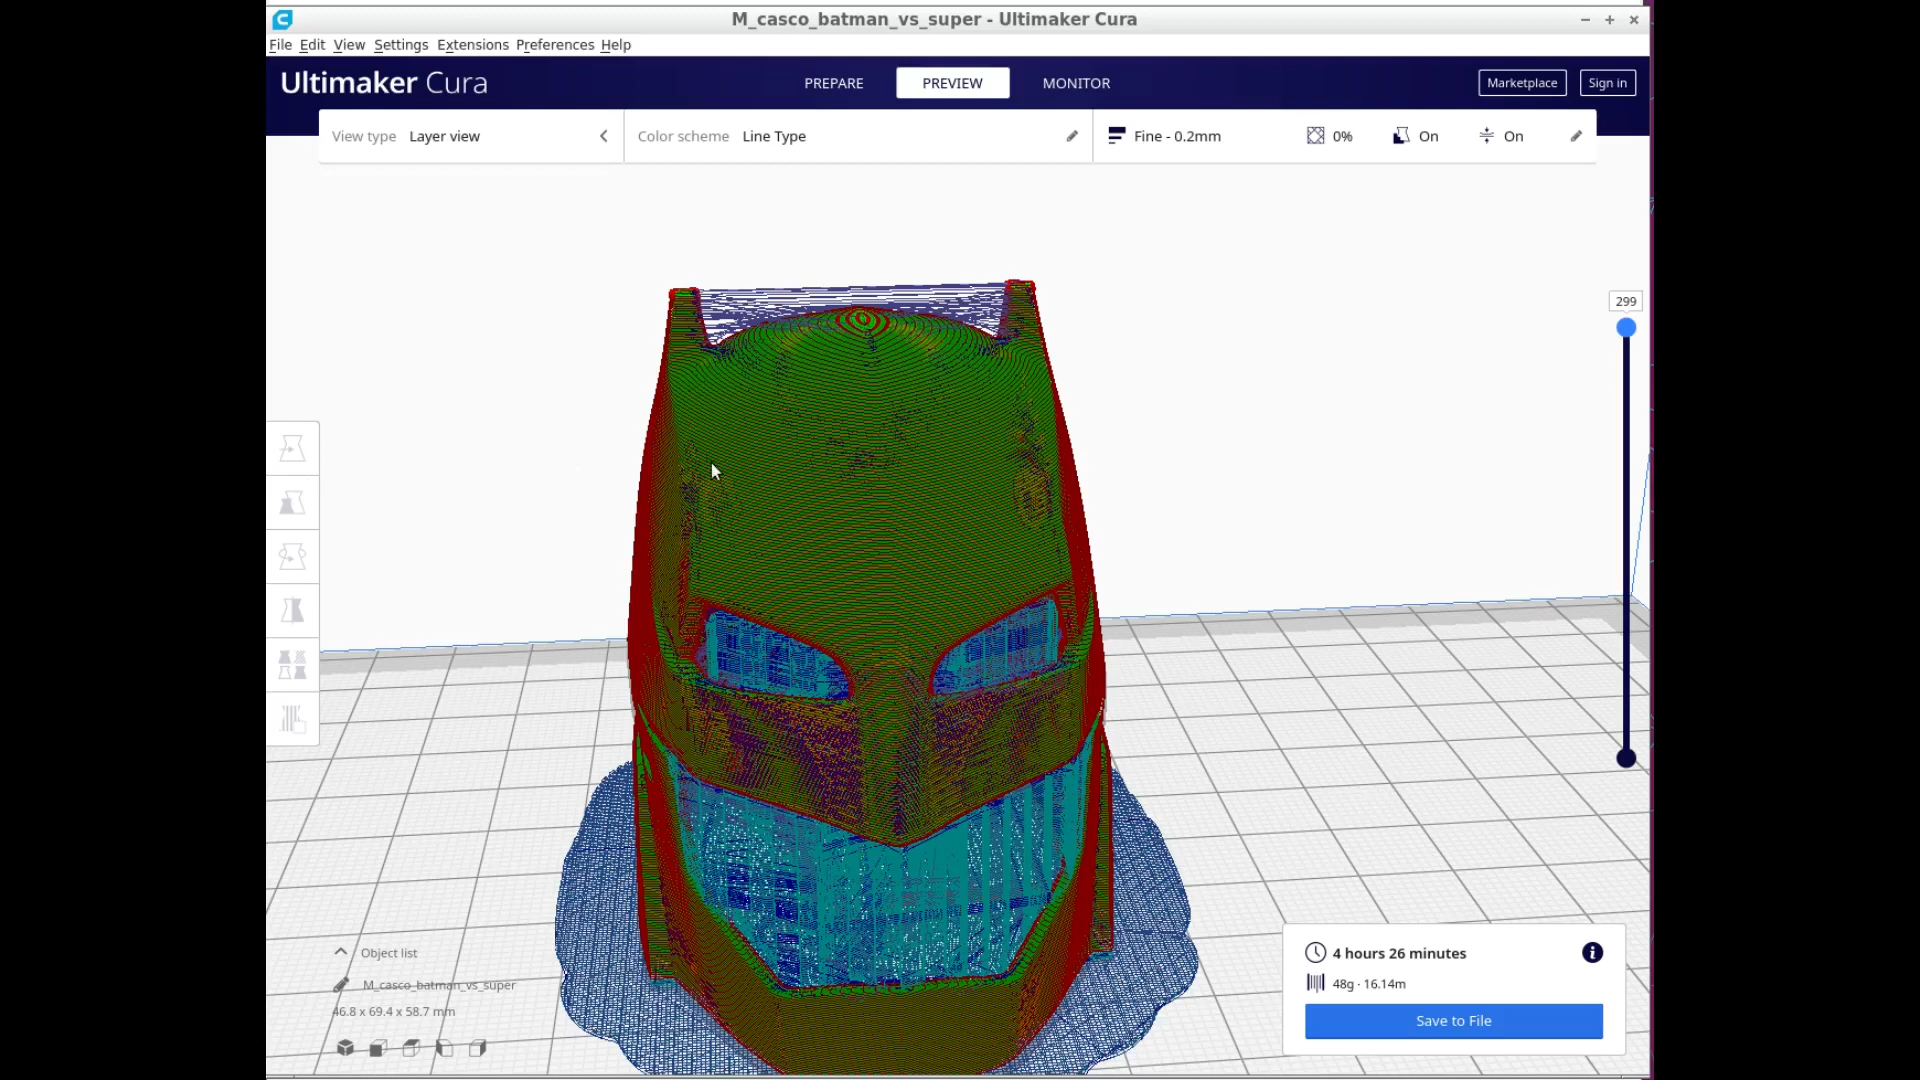 M_casco_batman_vs_super - Ultimaker Cura
File Edit View Settings Extensions Preferences Help
Ultimaker Cura
PREPARE PREVIEW MONITOR
Marketplace Sign in
View type Layer view
Color scheme Line Type
Fine - 0.2mm 0% On On
299
Object list
M_casco_batman_vs_super
46.8 x 69.4 x 58.7 mm
4 hours 26 minutes
48g · 16.14m
Save to File